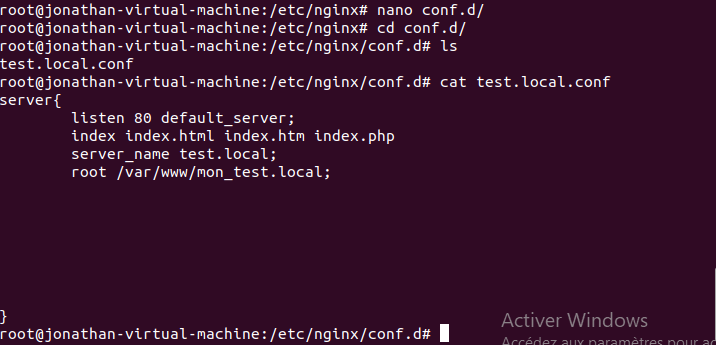 root@jonathan-virtual-machine:/etc/nginx# nano conf.d/
root@jonathan-virtual-machine:/etc/nginx# cd conf.d/
root@jonathan-virtual-machine:/etc/nginx/conf.d# ls
test.local.conf
root@jonathan-virtual-machine:/etc/nginx/conf.d# cat test.local.conf
server{
        listen 80 default_server;
        index index.html index.htm index.php
        server_name test.local;
        root /var/www/mon_test.local;
}
root@jonathan-virtual-machine:/etc/nginx/conf.d#
Activer Windows
Accédez aux paramètres pour